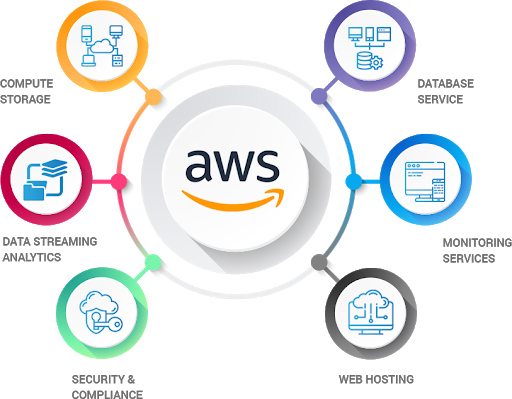 COMPUTE
STORAGE
DATABASE
SERVICE
aws
DATA STREAMING
ANALYTICS
MONITORING
SERVICES
SECURITY &
COMPLIANCE
WEB HOSTING